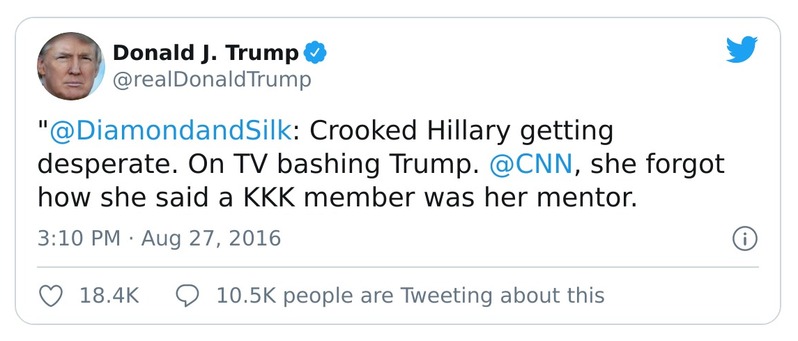 Donald J. Trump
@realDonaldTrump
"@DiamondandSilk: Crooked Hillary getting
desperate. On TV bashing Trump. @CNN, she forgot
how she said a KKK member was her mentor.
3:10 PM · Aug 27, 2016
18.4K 10.5K people are Tweeting about this